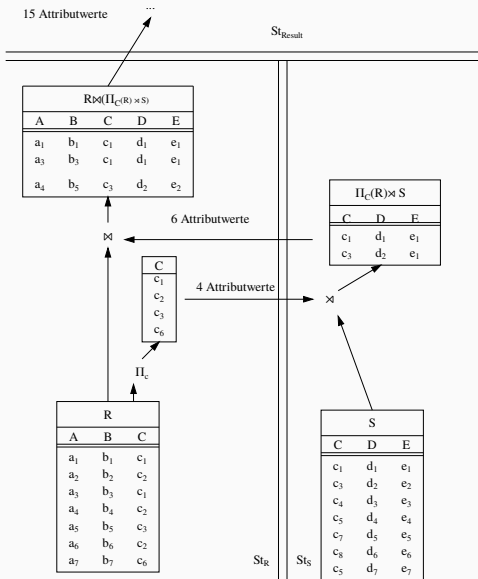 15 Attributwerte
...
St_Result
R⋈(Π_C(R) ⋊ S)
A B C D E
a₁ b₁ c₁ d₁ e₁
a₃ b₃ c₁ d₁ e₁
a₄ b₅ c₃ d₂ e₂
Π_C(R)⋊ S
C D E
c₁ d₁ e₁
c₃ d₂ e₁
6 Attributwerte
⋈
C
c₁
c₂
c₃
c₆
4 Attributwerte
⋊
Π_c
R
A B C
a₁ b₁ c₁
a₂ b₂ c₂
a₃ b₃ c₁
a₄ b₄ c₂
a₅ b₅ c₃
a₆ b₆ c₂
a₇ b₇ c₆
S
C D E
c₁ d₁ e₁
c₃ d₂ e₂
c₄ d₃ e₃
c₅ d₄ e₄
c₇ d₅ e₅
c₈ d₆ e₆
c₅ d₇ e₇
St_R St_S